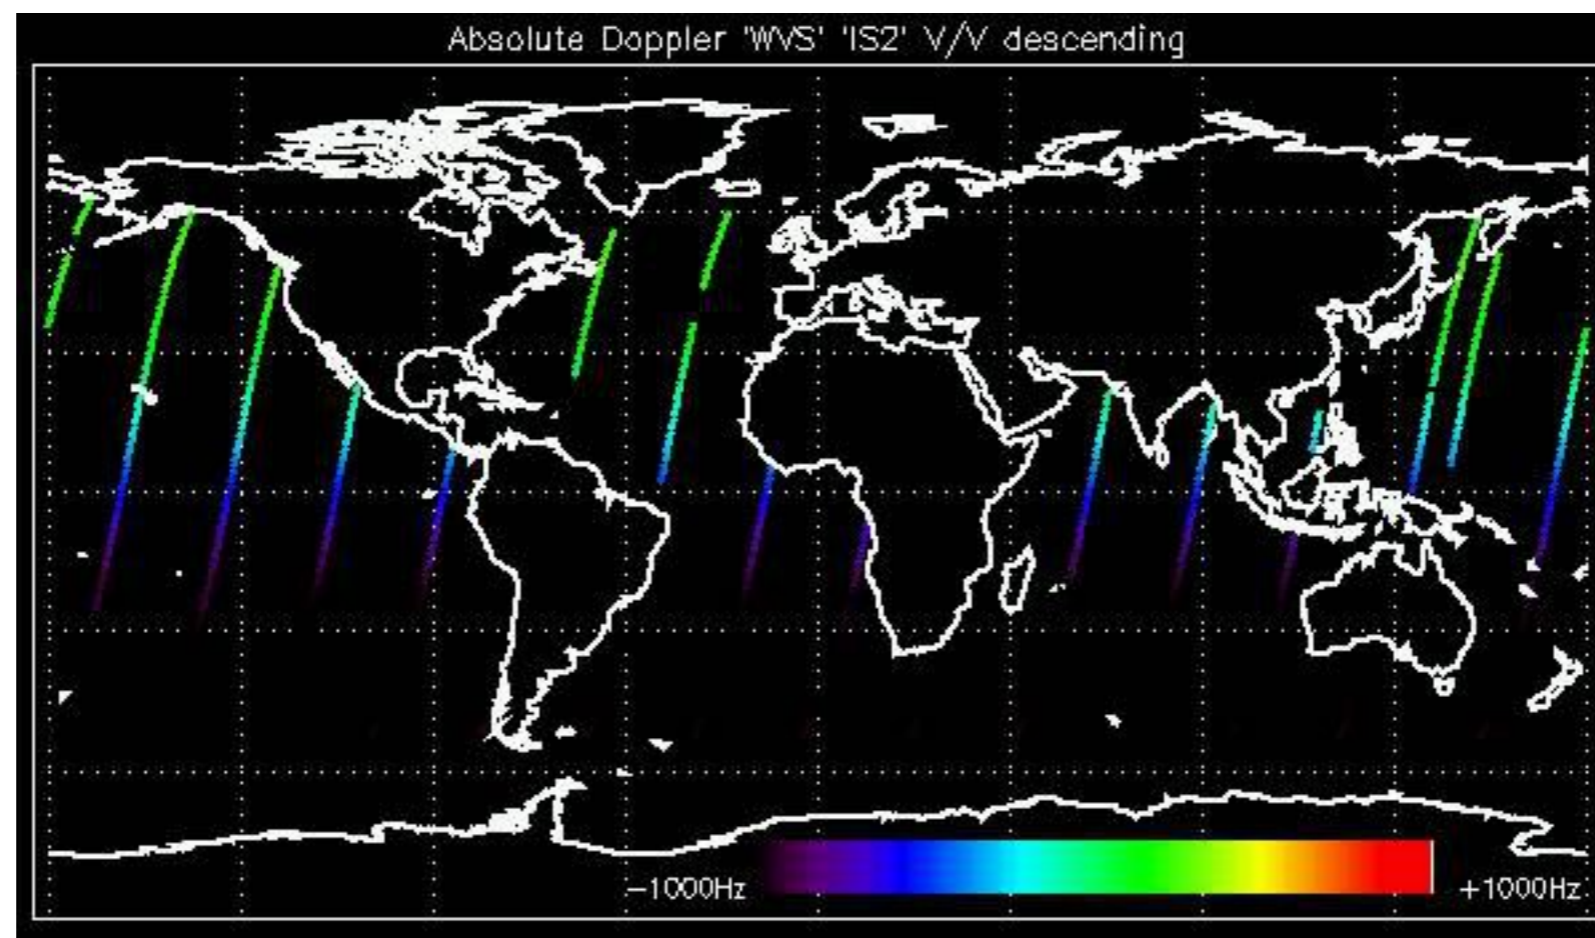 Absolute Doppler 'WVS' 'IS2' V/V descending
-1000Hz
+1000Hz